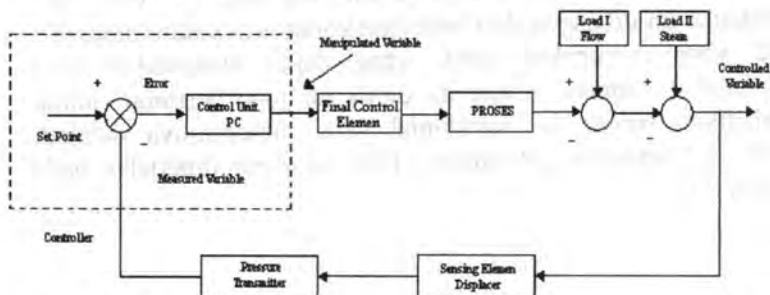 Load I
Flow
Load II
Steam
Manipulated Variable
Controlled
Variable
+
Error
+
+
Set Point
Control Unit
PC
Final Control
Elemen
PROSES
-
-
Measured Variable
Controller
Pressure
Transmitter
Sensing Elemen
Displacer